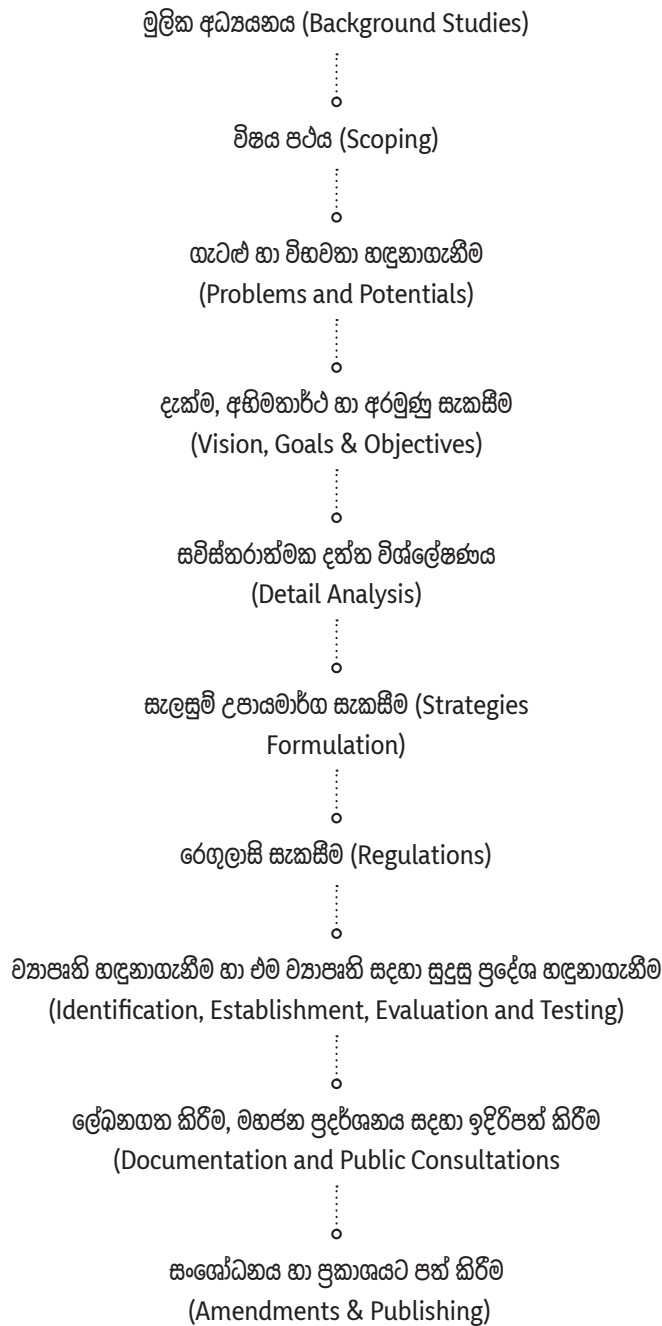 මුලික අධ්‍යයනය (Background Studies)
විෂය පථය (Scoping)
ගැටළු හා විභවතා හඳුනාගැනීම
(Problems and Potentials)
දැක්ම, අභිමතාර්ථ හා අරමුණු සැකසීම
(Vision, Goals & Objectives)
සවිස්තරාත්මක දත්ත විශ්ලේෂණය
(Detail Analysis)
සැලසුම් උපායමාර්ග සැකසීම (Strategies
Formulation)
රෙගුලාසි සැකසීම (Regulations)
ව්‍යාපෘති හඳුනාගැනීම හා එම ව්‍යාපෘති සදහා සුදුසු ප්‍රදේශ හඳුනාගැනීම
(Identification, Establishment, Evaluation and Testing)
ලේඛනගත කිරීම, මහජන ප්‍රදර්ශනය සදහා ඉදිරිපත් කිරීම
(Documentation and Public Consultations
සංශෝධනය හා ප්‍රකාශයට පත් කිරීම
(Amendments & Publishing)